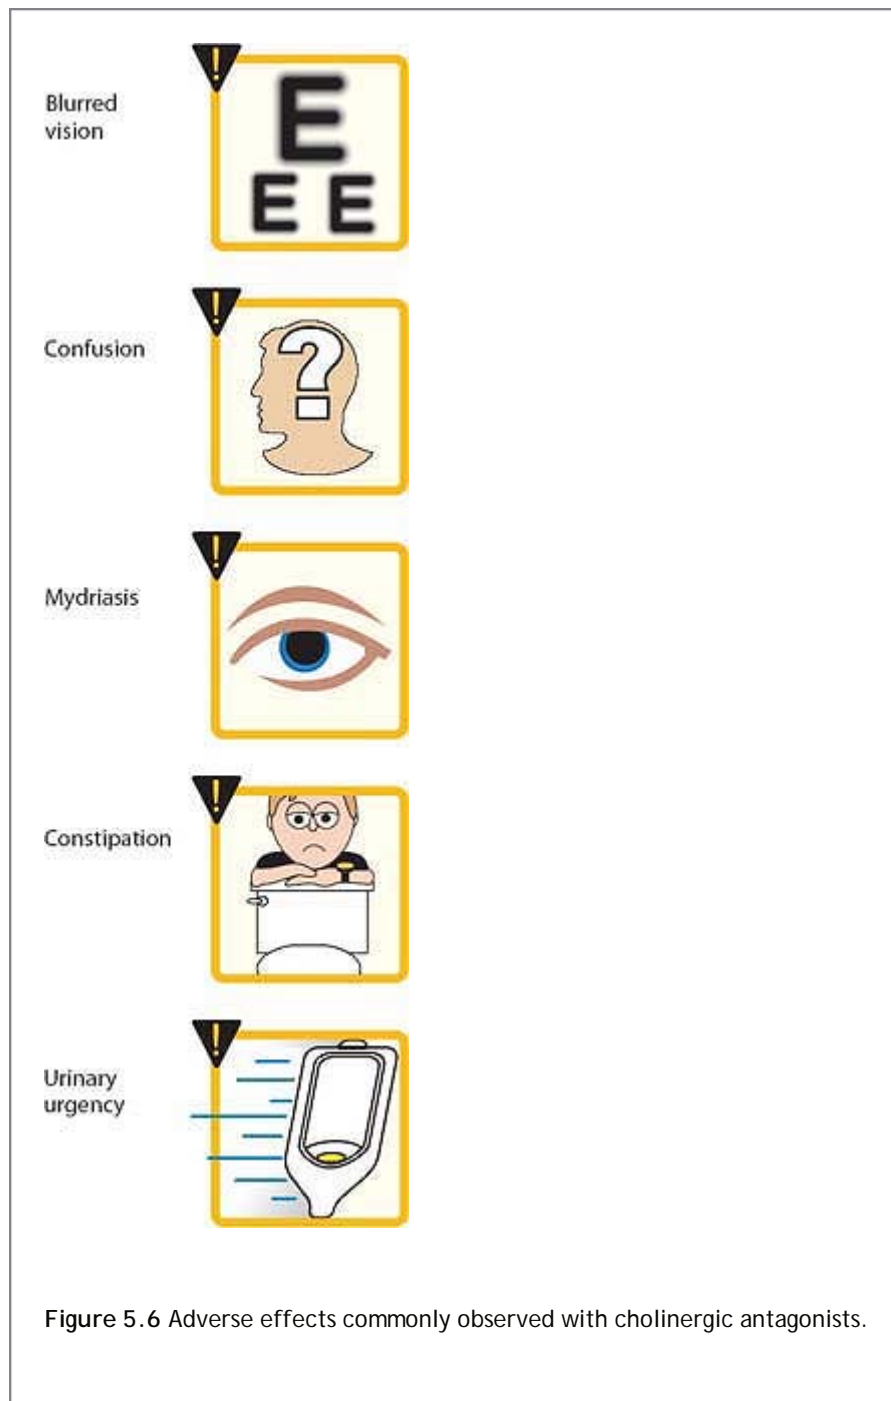 Blurred
vision
!
E
E E
Confusion
!
?
Mydriasis
!
Constipation
!
Urinary
urgency
!
Figure 5.6 Adverse effects commonly observed with cholinergic antagonists.